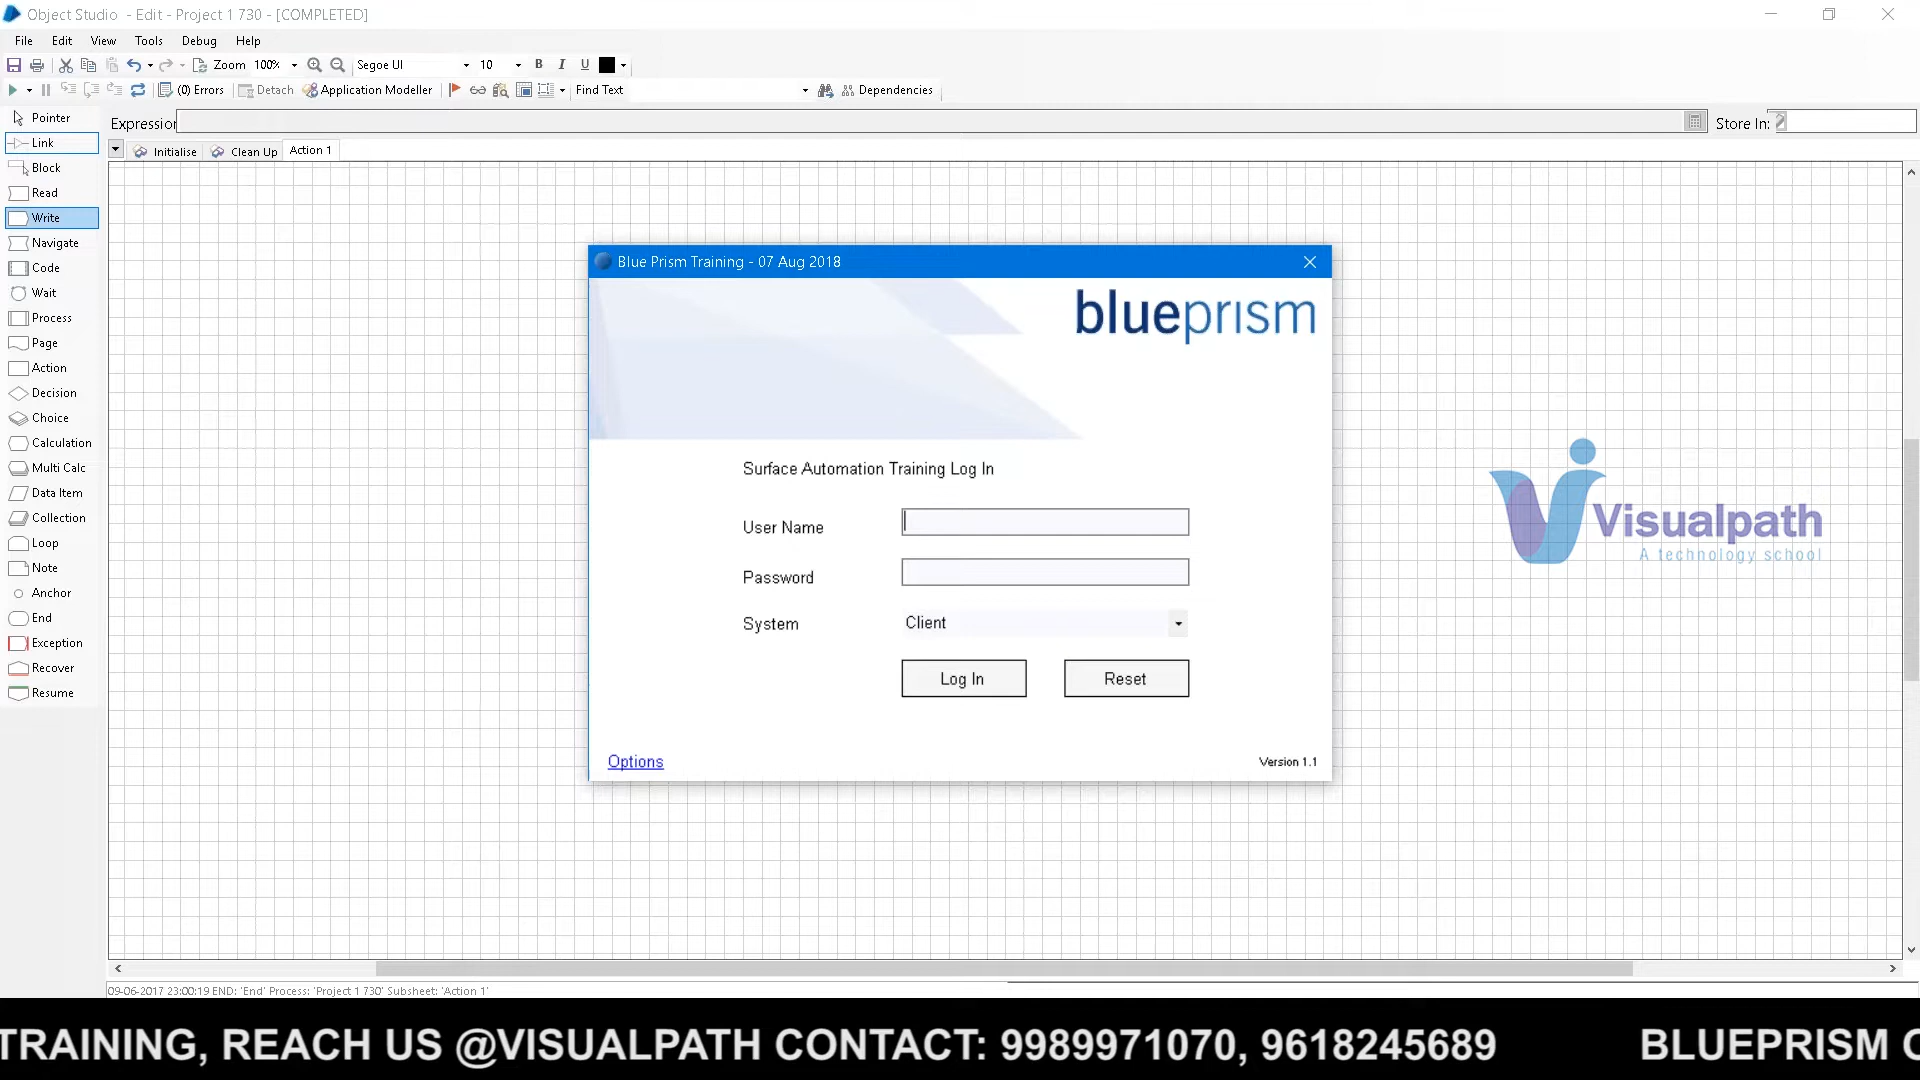 Object Studio - Edit - Project 1 730 - [COMPLETED]
File Edit View Tools Debug Help
Zoom 100% Segoe UI 10 B I U
(0) Errors Detach Application Modeller Find Text Dependencies
Pointer
Link
Block
Read
Write
Navigate
Code
Wait
Process
Page
Action
Decision
Choice
Calculation
Multi Calc
Data Item
Collection
Loop
Note
Anchor
End
Exception
Recover
Resume
Expression
Store In:
Initialise Clean Up Action 1
Blue Prism Training - 07 Aug 2018
blueprism
Surface Automation Training Log In
User Name
Password
System Client
Log In Reset
Options Version 1.1
Visualpath
A technology school
09-06-2017 23:00:19 END: 'End' Process: 'Project 1 730' Subsheet: 'Action 1'
TRAINING, REACH US @VISUALPATH CONTACT: 9989971070, 9618245689 BLUEPRISM